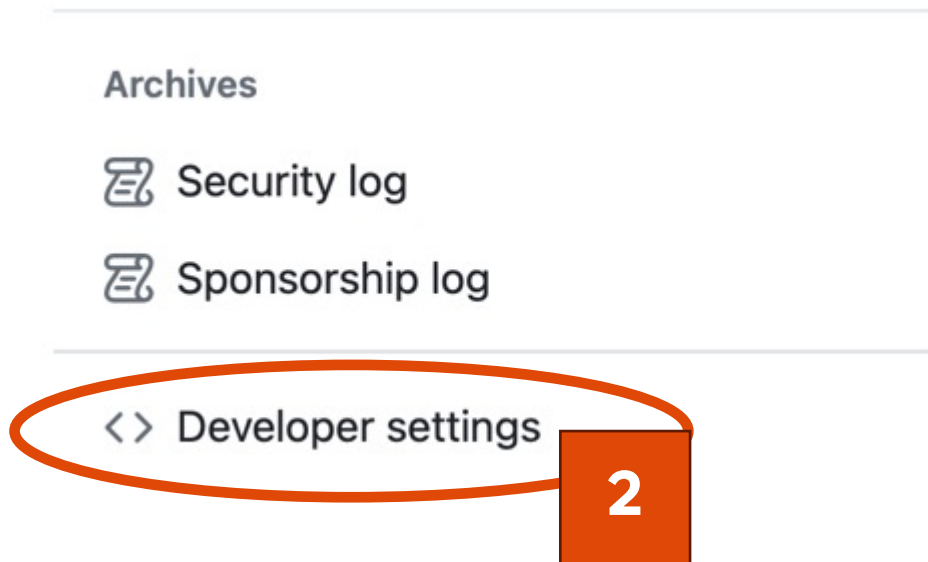 Archives
Security log
Sponsorship log
<> Developer settings
2